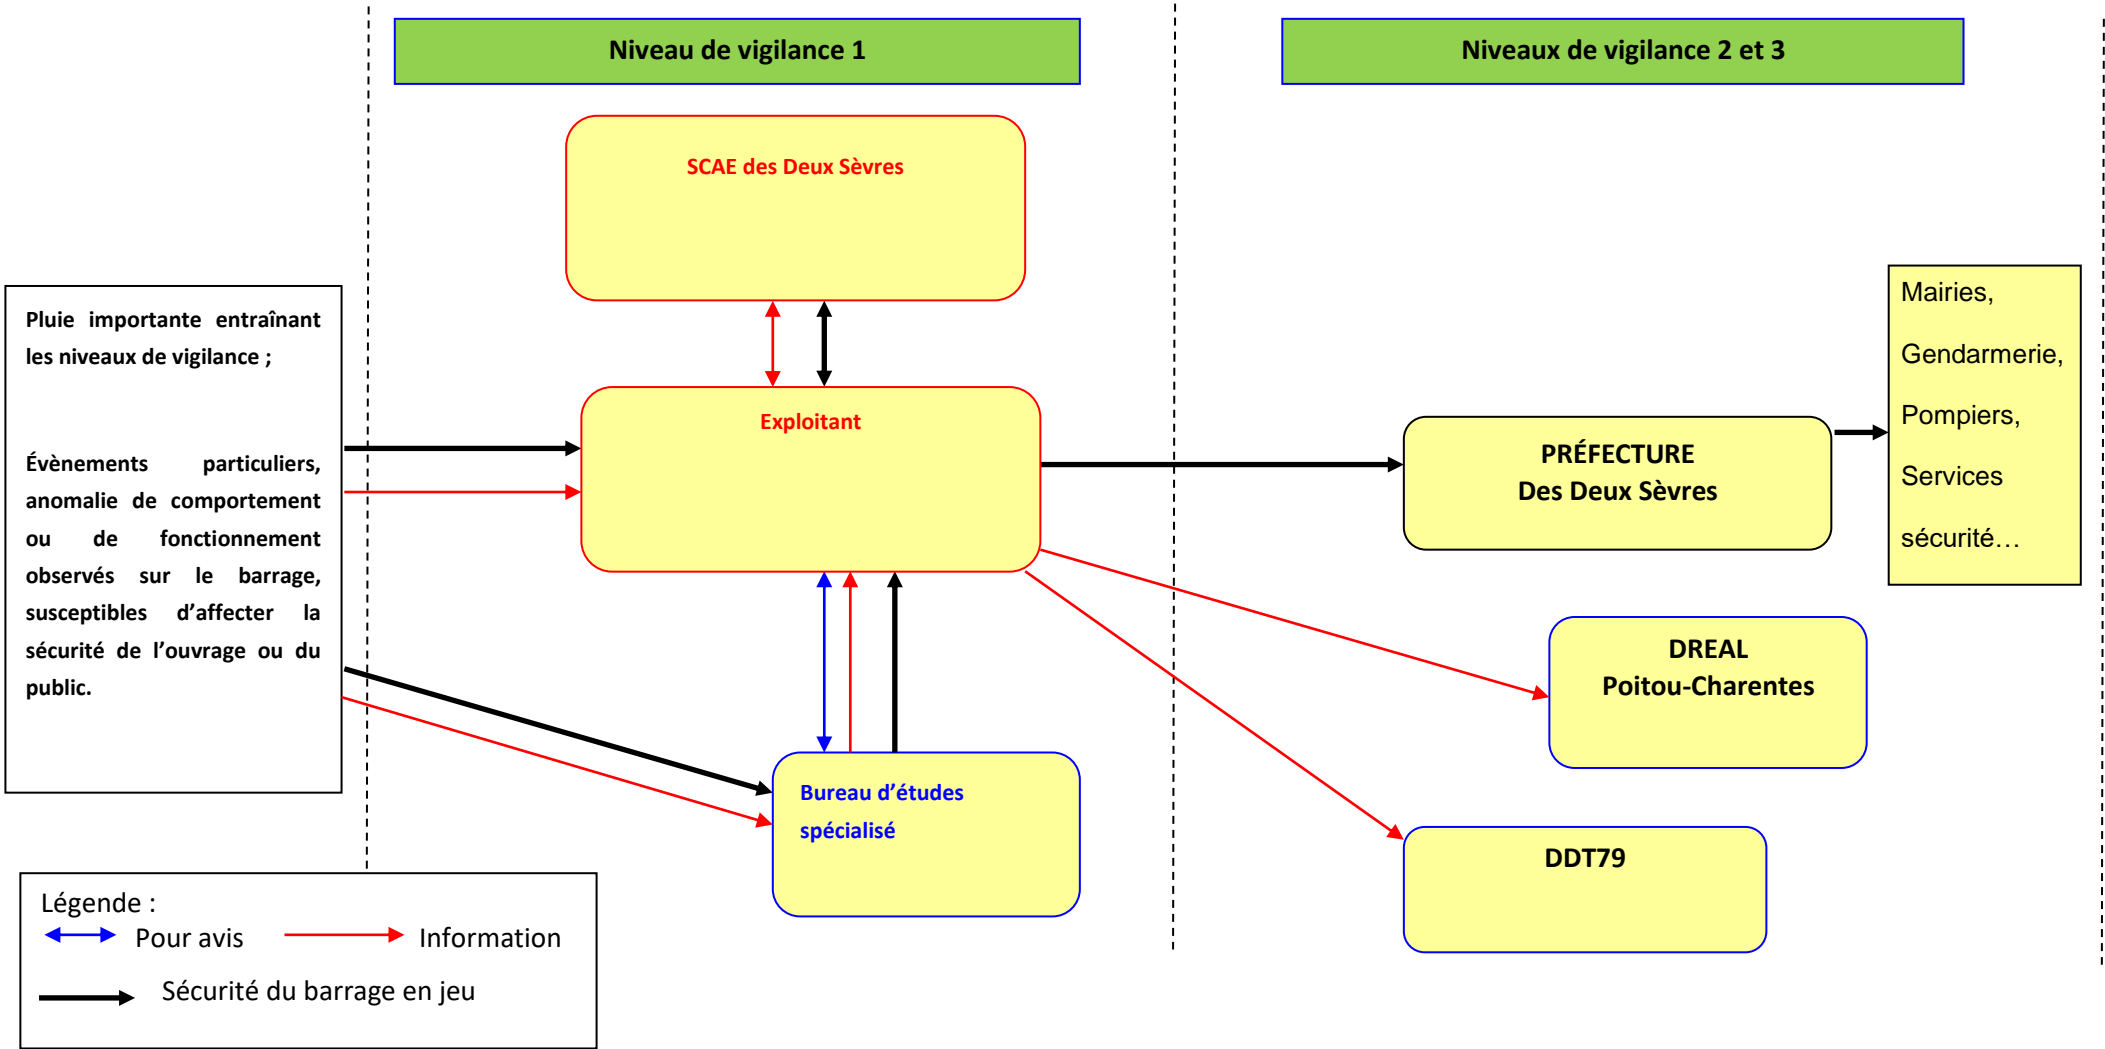 Niveau de vigilance 1
Niveaux de vigilance 2 et 3
SCAE des Deux Sèvres
Pluie importante entraînant
les niveaux de vigilance ;
Évènements particuliers,
anomalie de comportement
ou de fonctionnement
observés sur le barrage,
susceptibles d’affecter la
sécurité de l’ouvrage ou du
public.
Exploitant
Bureau d’études
spécialisé
PRÉFECTURE
Des Deux Sèvres
Mairies,
Gendarmerie,
Pompiers,
Services
sécurité…
DREAL
Poitou-Charentes
DDT79
Légende :
Pour avis
Information
Sécurité du barrage en jeu